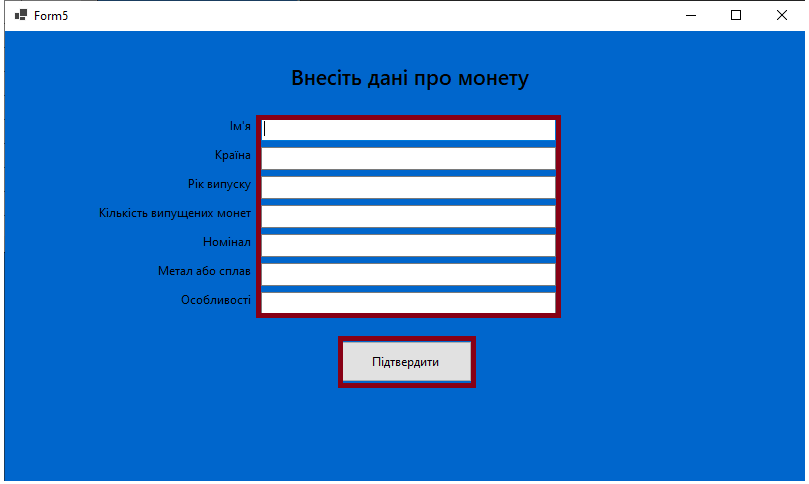 Form5
Внесіть дані про монету
Ім'я
Країна
Рік випуску
Кількість випущених монет
Номінал
Метал або сплав
Особливості
Підтвердити